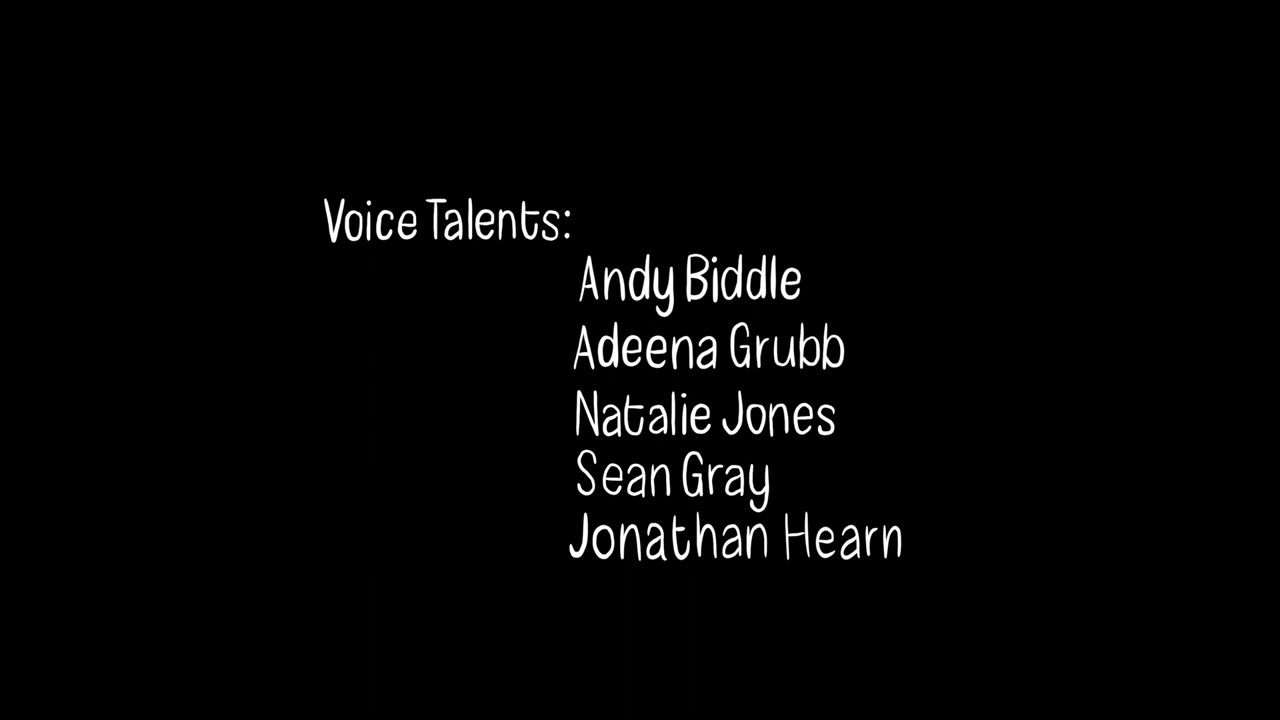 Voice Talents:
Andy Biddle
Adeena Grubb
Natalie Jones
Sean Gray
Jonathan Hearn